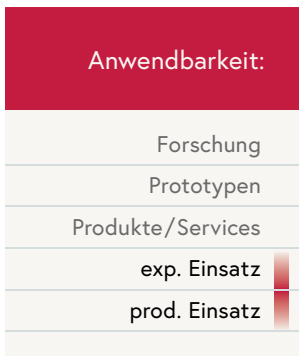 Anwendbarkeit:
Forschung
Prototypen
Produkte/Services
exp. Einsatz
prod. Einsatz